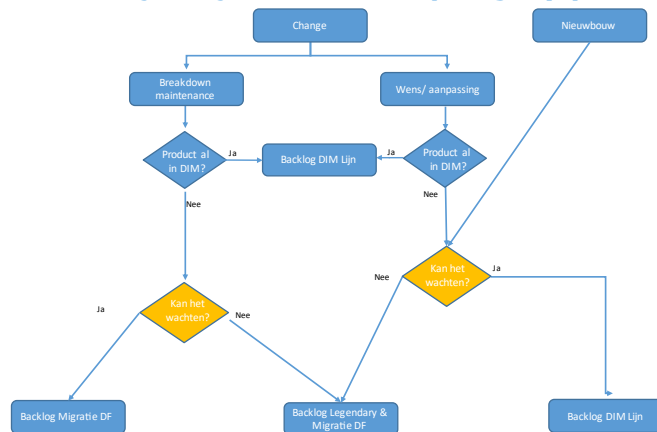 Change
Nieuwbouw
Breakdown
maintenance
Wens/ aanpassing
Product al
in DIM?
Ja
Backlog DIM Lijn
Ja
Product al
in DIM?
Nee
Nee
Kan het
wachten?
Nee
Ja
Kan het
wachten?
Ja
Nee
Backlog Migratie DF
Backlog Legendary &
Migratie DF
Backlog DIM Lijn